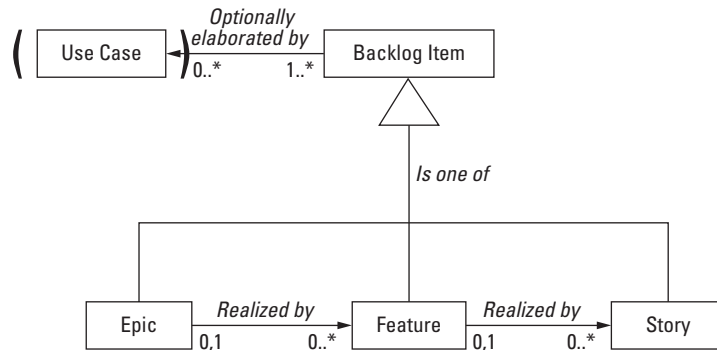 Optionally
elaborated by
( Use Case )
Backlog Item
0..*
1..*
Is one of
Epic
Realized by
0,1
0..*
Feature
Realized by
0,1
0..*
Story